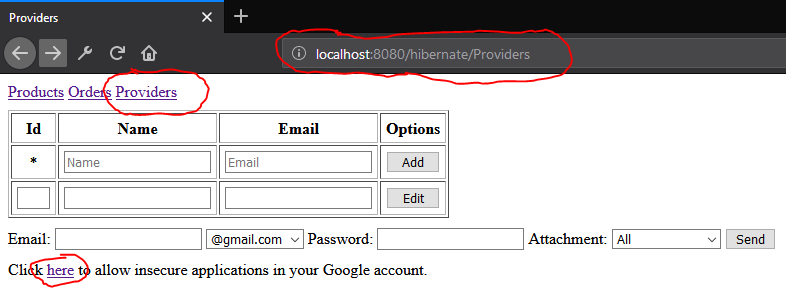 Providers
localhost:8080/hibernate/Providers
Products Orders Providers
Id Name Email Options
* Name Email Add
Edit
Email: @gmail.com Password: Attachment: All Send
Click here to allow insecure applications in your Google account.